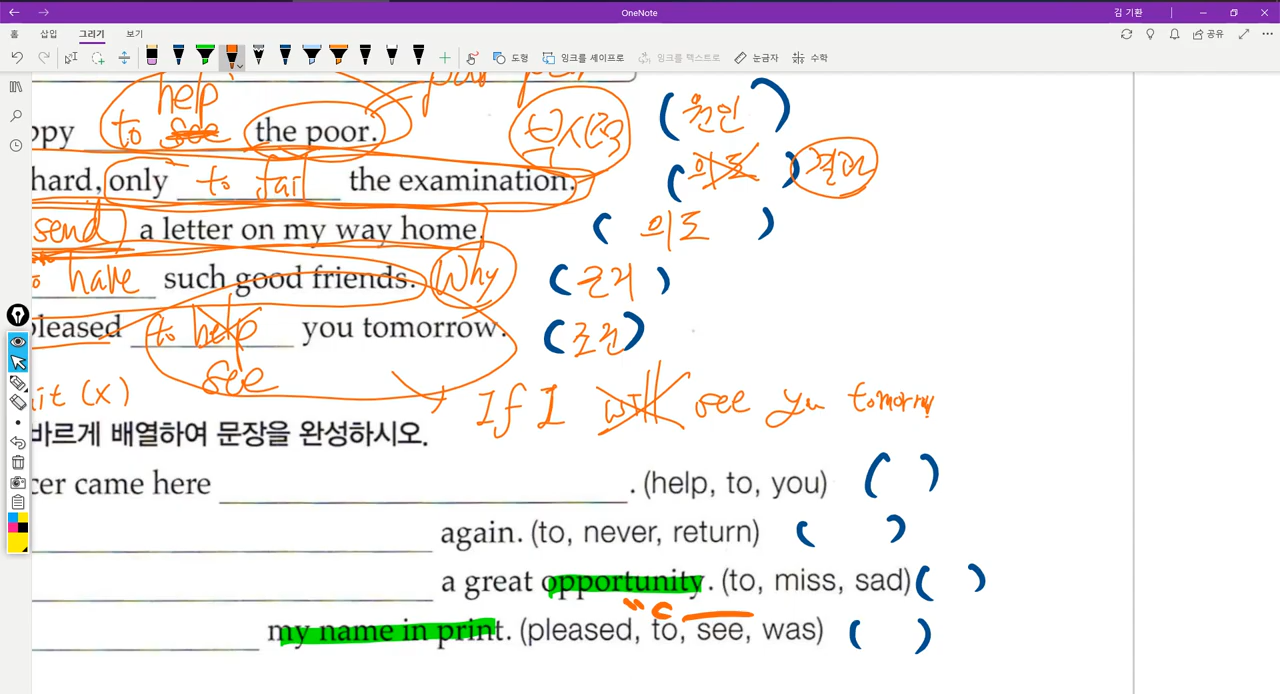 OneNote
김 기환
홈 삽입 그리기 보기
공유
도형 잉크를 셰이프로 잉크를 텍스트로 눈금자 수학
help
ppy to see the poor. (원인)
hard, only to fail the examination. (의도) 결과
send a letter on my way home. (의도)
have such good friends. Why (근거)
pleased to help you tomorrow. (조건)
see
it (X) If I will see you tomorrow
바르게 배열하여 문장을 완성하시오.
cer came here . (help, to, you) ( )
again. (to, never, return) ( )
a great opportunity. (to, miss, sad) ( )
my name in print. (pleased, to, see, was) ( )